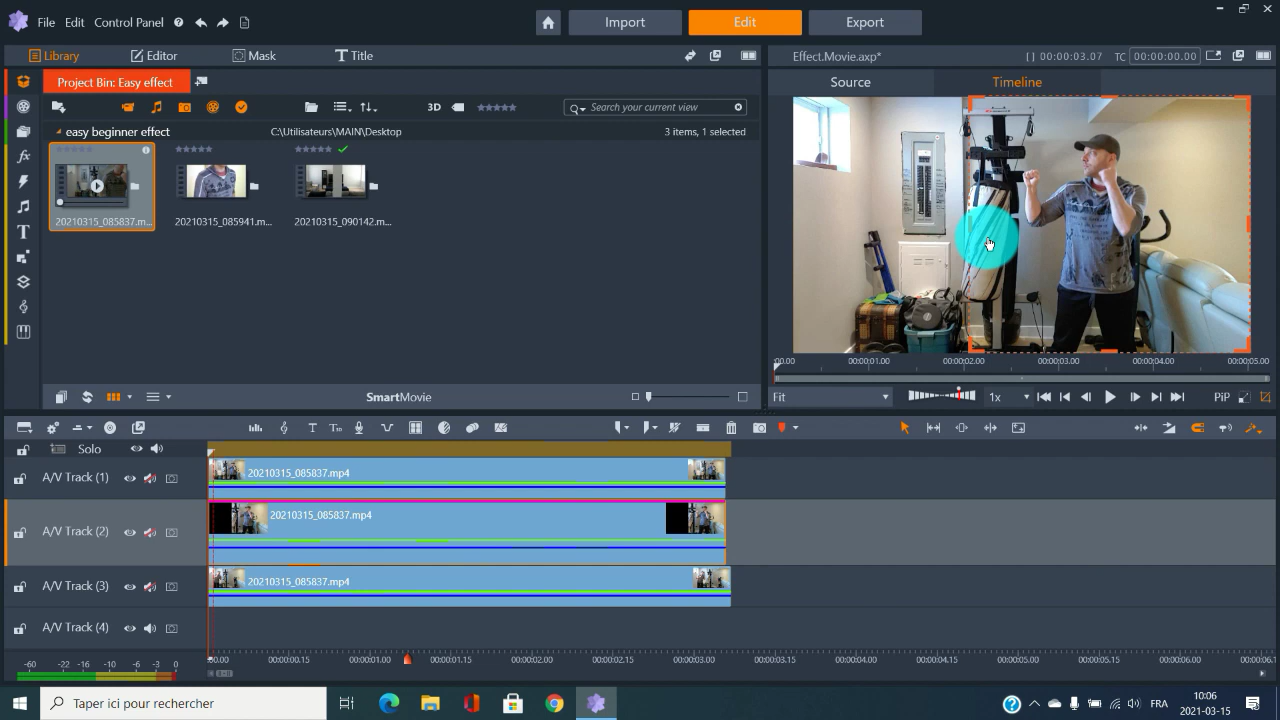 File Edit Control Panel
Import Edit Export
Library Editor Mask Title
Effect.Movie.axp* [] 00:00:03.07 TC 00:00:00.00
Project Bin: Easy effect
Source Timeline
3D Search your current view
easy beginner effect C:\Utilisateurs\MAIN\Desktop 3 items, 1 selected
20210315_085837.m... 20210315_085941.m... 20210315_090142.m...
:00.00 00:00:01.00 00:00:02.00 00:00:03.00 00:00:04.00 00:00:05.00
SmartMovie
Fit 1x PiP
Solo
A/V Track (1) 20210315_085837.mp4
A/V Track (2) 20210315_085837.mp4
A/V Track (3) 20210315_085837.mp4
A/V Track (4)
-60 -22 -16 -10 -6 -3 0
:00.00 00:00:00.15 00:00:01.00 00:00:01.15 00:00:02.00 00:00:02.15 00:00:03.00 00:00:03.15 00:00:04.00 00:00:04.15 00:00:05.00 00:00:05.15 00:00:06.00 00:00:06.1
Taper ici pour rechercher
FRA
10:06
2021-03-15